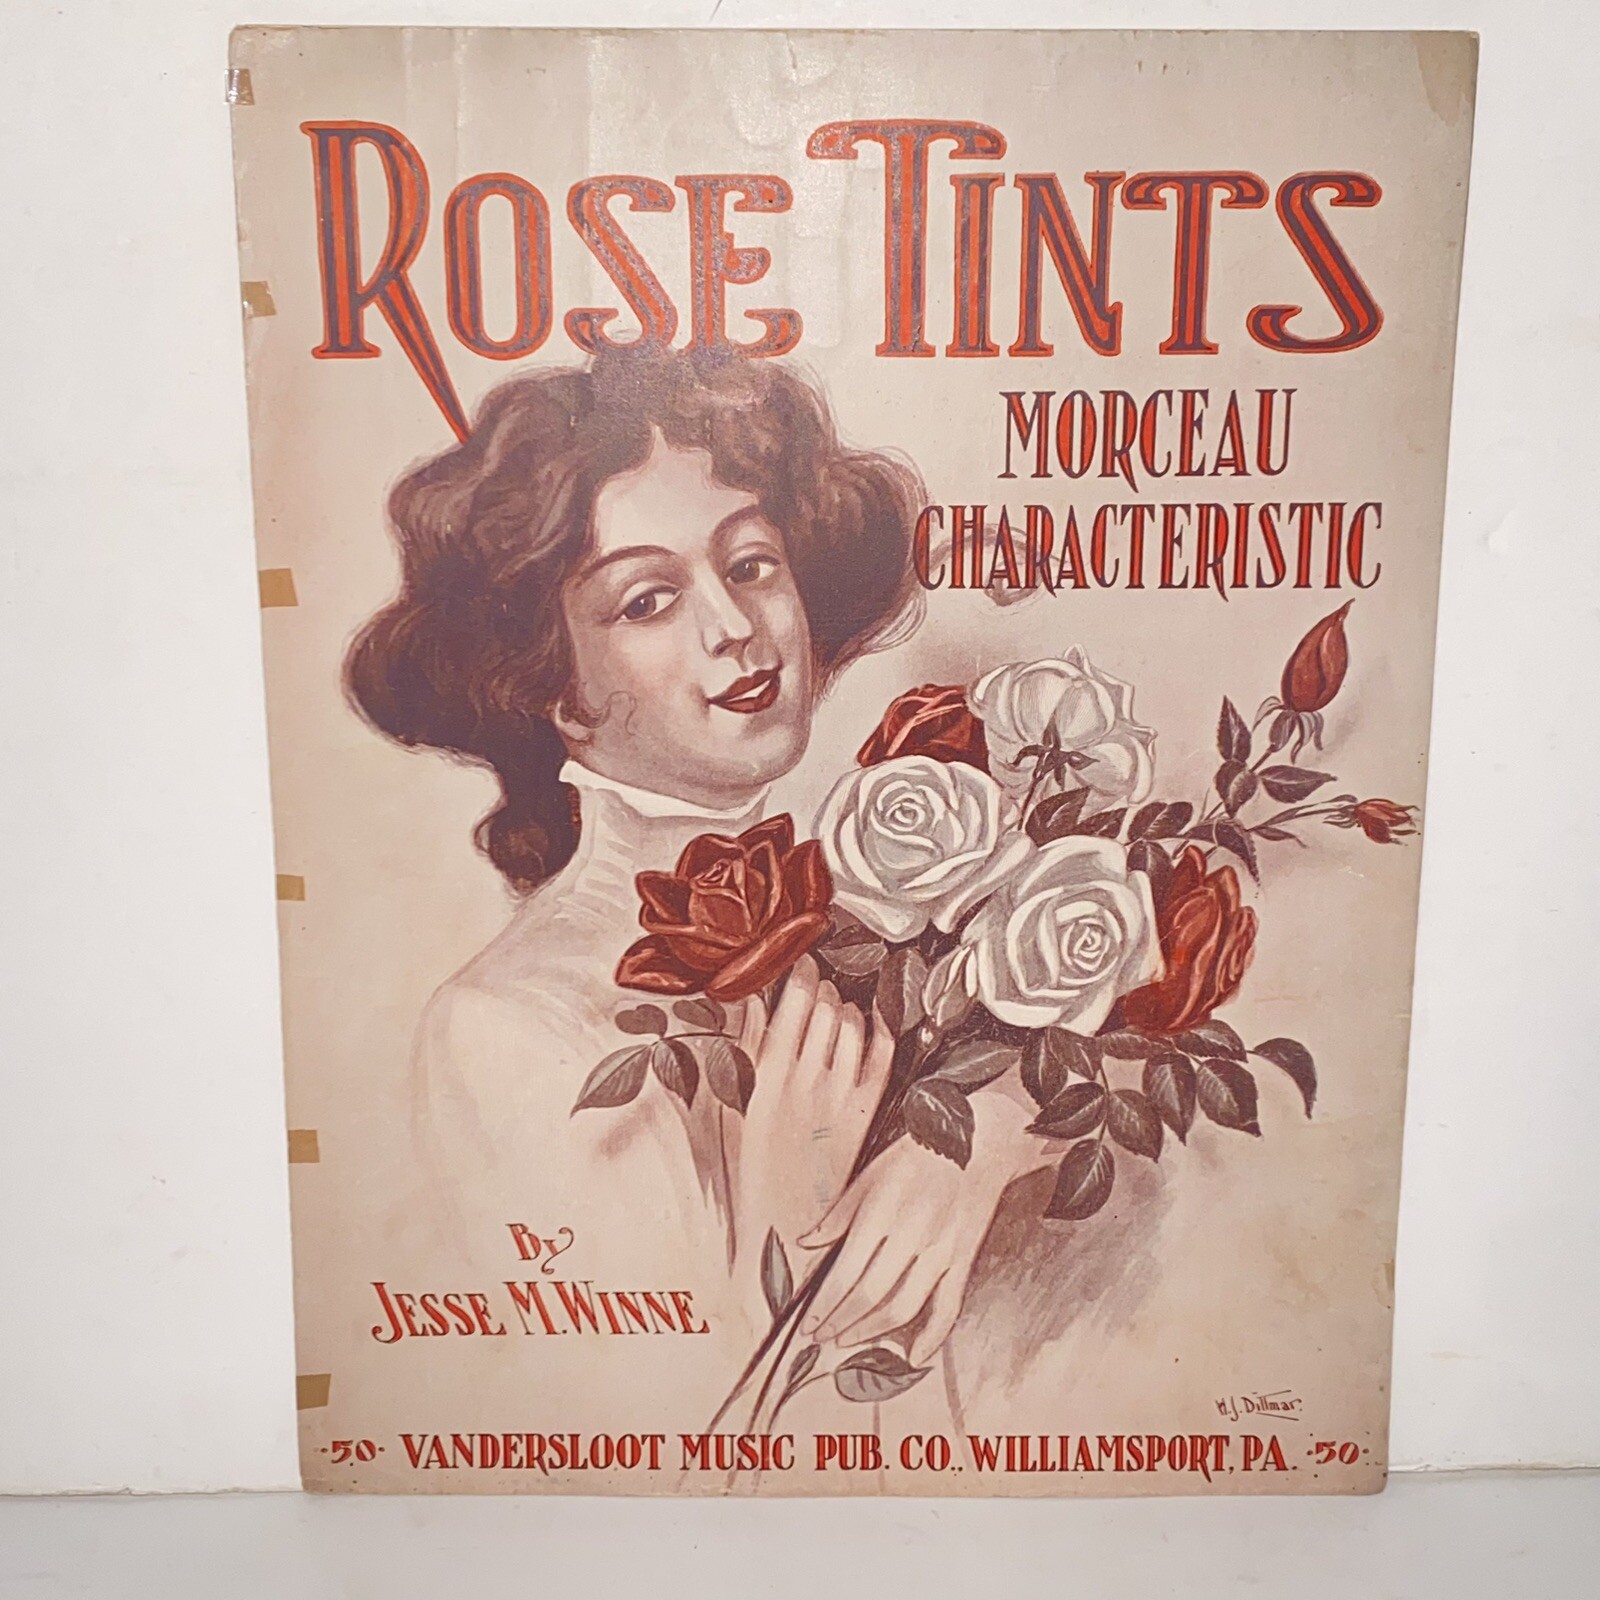 ROSE TINTS
MORCEAU
CHARACTERISTIC
By
JESSE M. WINNE
H.J. Dittmar.
·50· VANDERSLOOT MUSIC PUB. CO., WILLIAMSPORT, PA. ·50·